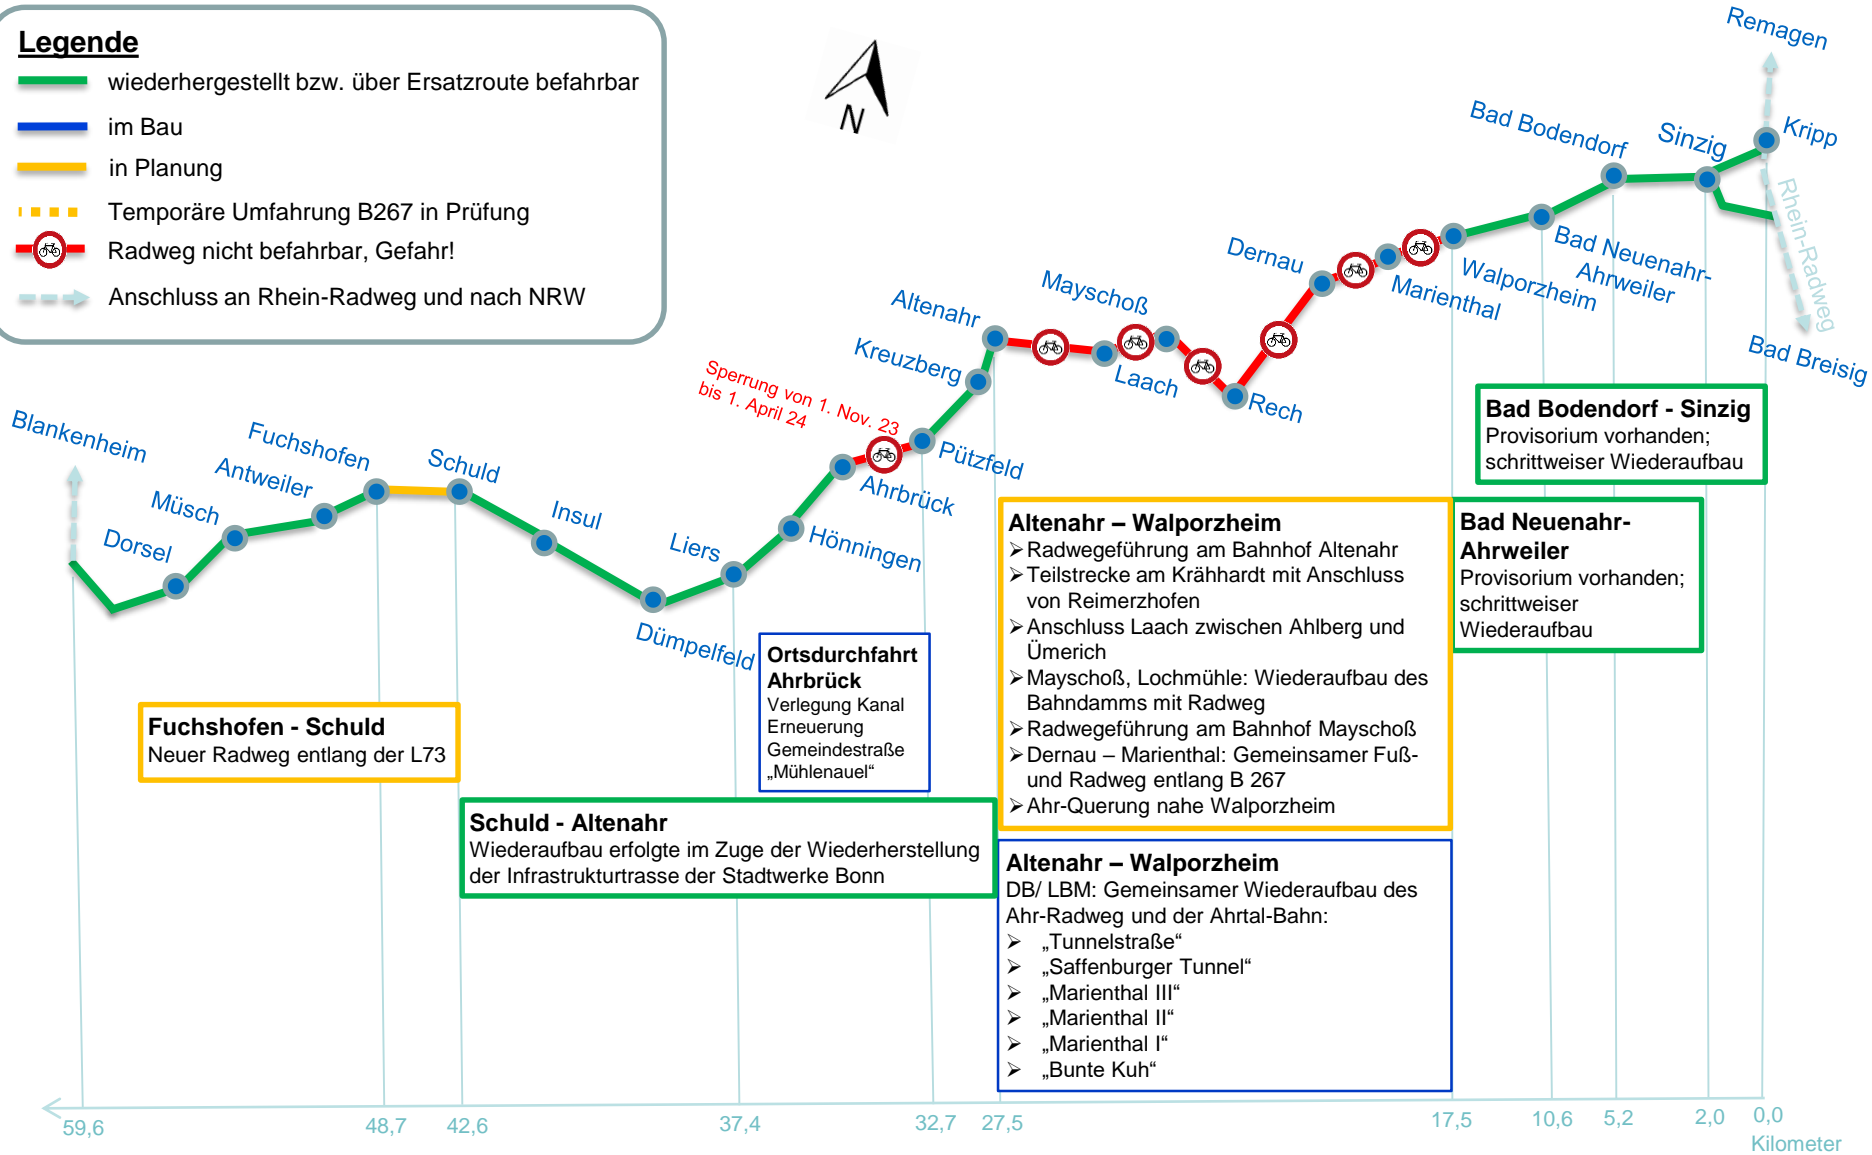 Legende
wiederhergestellt bzw. über Ersatzroute befahrbar
im Bau
in Planung
Temporäre Umfahrung B267 in Prüfung
Radweg nicht befahrbar, Gefahr!
Anschluss an Rhein-Radweg und nach NRW
N
Remagen
Kripp
Sinzig
Bad Bodendorf
Rhein-Radweg
Bad Breisig
Bad Neuenahr-
Ahrweiler
Walporzheim
Marienthal
Dernau
Rech
Mayschoß
Laach
Altenahr
Kreuzberg
Sperrung von 1. Nov. 23
bis 1. April 24
Pützfeld
Ahrbrück
Hönningen
Liers
Dümpelfeld
Insul
Schuld
Fuchshofen
Antweiler
Müsch
Dorsel
Blankenheim
Bad Bodendorf - Sinzig
Provisorium vorhanden;
schrittweiser Wiederaufbau
Bad Neuenahr-
Ahrweiler
Provisorium vorhanden;
schrittweiser
Wiederaufbau
Altenahr – Walporzheim
➢ Radwegeführung am Bahnhof Altenahr
➢ Teilstrecke am Krähhardt mit Anschluss
von Reimerzhofen
➢ Anschluss Laach zwischen Ahlberg und
Ümerich
➢ Mayschoß, Lochmühle: Wiederaufbau des
Bahndamms mit Radweg
➢ Radwegeführung am Bahnhof Mayschoß
➢ Dernau – Marienthal: Gemeinsamer Fuß-
und Radweg entlang B 267
➢ Ahr-Querung nahe Walporzheim
Ortsdurchfahrt
Ahrbrück
Verlegung Kanal
Erneuerung
Gemeindestraße
„Mühlenauel“
Fuchshofen - Schuld
Neuer Radweg entlang der L73
Schuld - Altenahr
Wiederaufbau erfolgte im Zuge der Wiederherstellung
der Infrastrukturtrasse der Stadtwerke Bonn
Altenahr – Walporzheim
DB/ LBM: Gemeinsamer Wiederaufbau des
Ahr-Radweg und der Ahrtal-Bahn:
➢ „Tunnelstraße“
➢ „Saffenburger Tunnel“
➢ „Marienthal III“
➢ „Marienthal II“
➢ „Marienthal I“
➢ „Bunte Kuh“
59,6 48,7 42,6 37,4 32,7 27,5 17,5 10,6 5,2 2,0 0,0
Kilometer